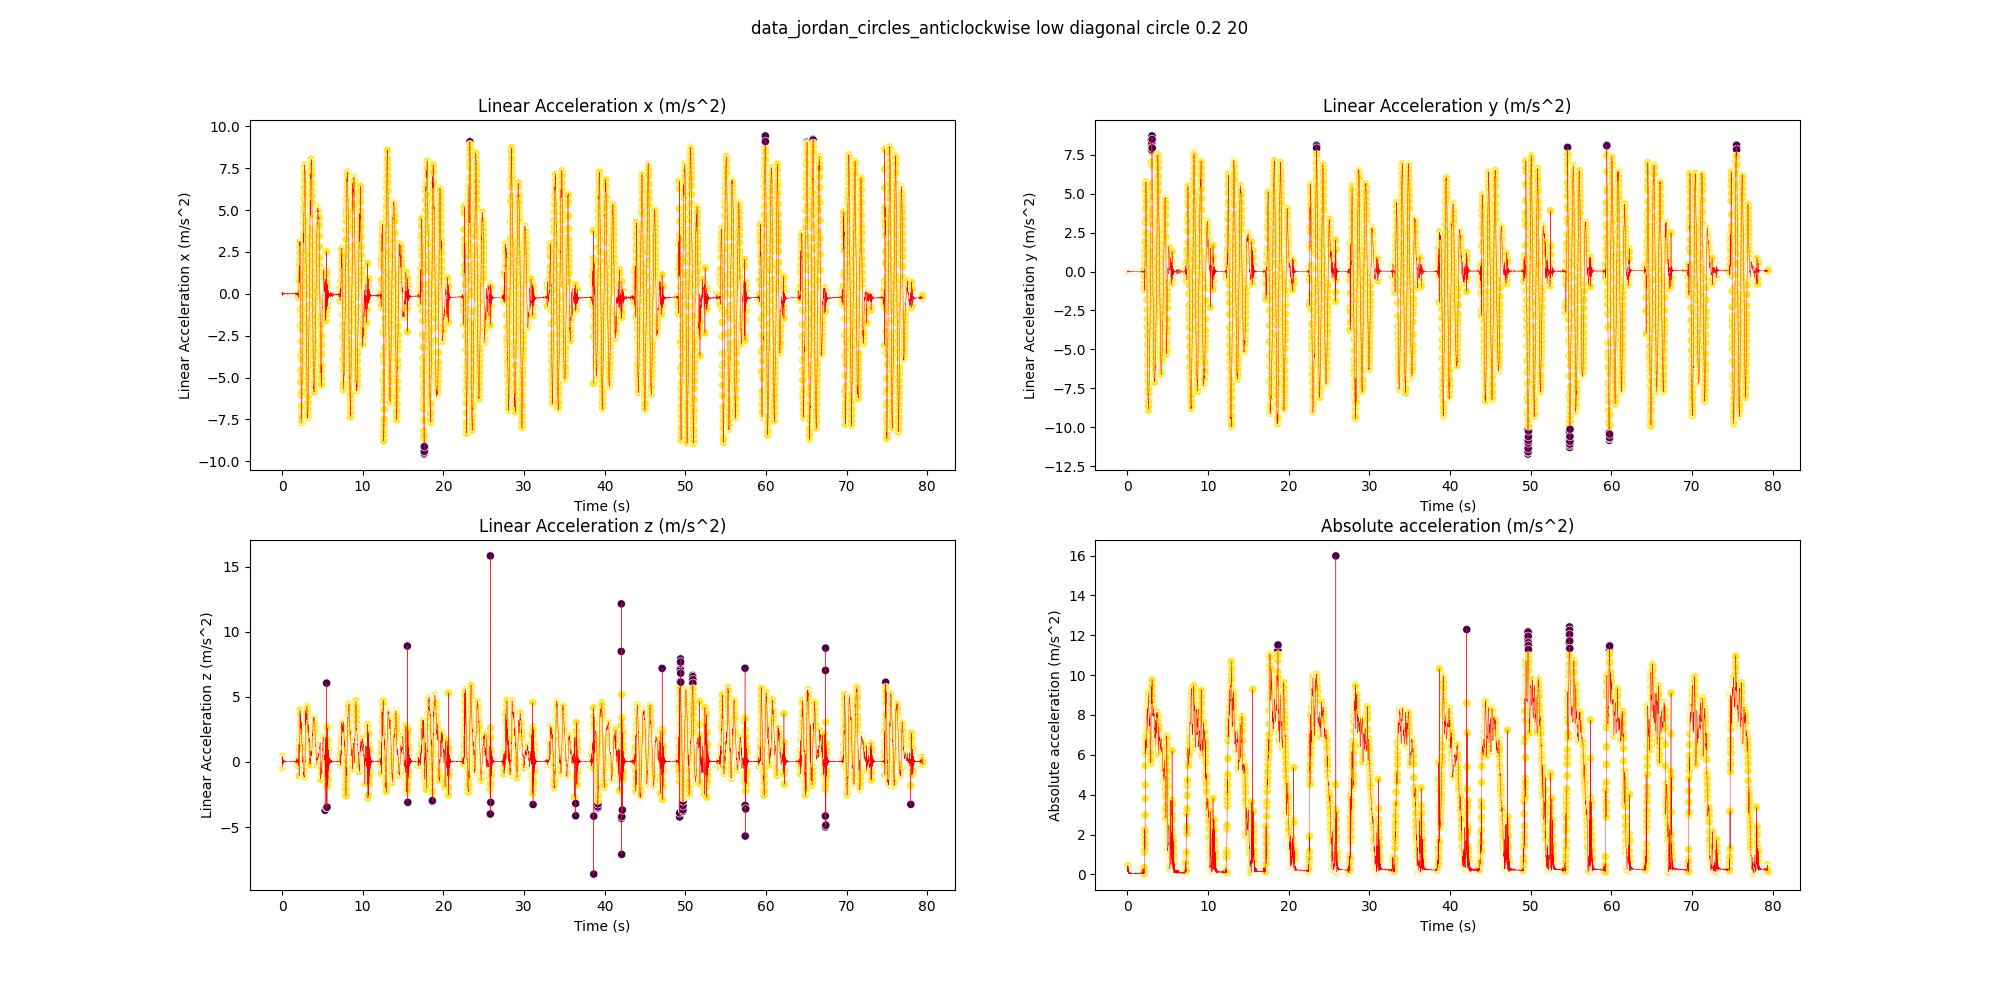 data_jordan_circles_anticlockwise low diagonal circle 0.2 20
Linear Acceleration x (m/s^2)
Linear Acceleration x (m/s^2)
10.0
7.5
5.0
2.5
0.0
−2.5
−5.0
−7.5
−10.0
0 10 20 30 40 50 60 70 80
Time (s)
Linear Acceleration y (m/s^2)
Linear Acceleration y (m/s^2)
7.5
5.0
2.5
0.0
−2.5
−5.0
−7.5
−10.0
−12.5
0 10 20 30 40 50 60 70 80
Time (s)
Linear Acceleration z (m/s^2)
Linear Acceleration z (m/s^2)
15
10
5
0
−5
0 10 20 30 40 50 60 70 80
Time (s)
Absolute acceleration (m/s^2)
Absolute acceleration (m/s^2)
16
14
12
10
8
6
4
2
0
0 10 20 30 40 50 60 70 80
Time (s)